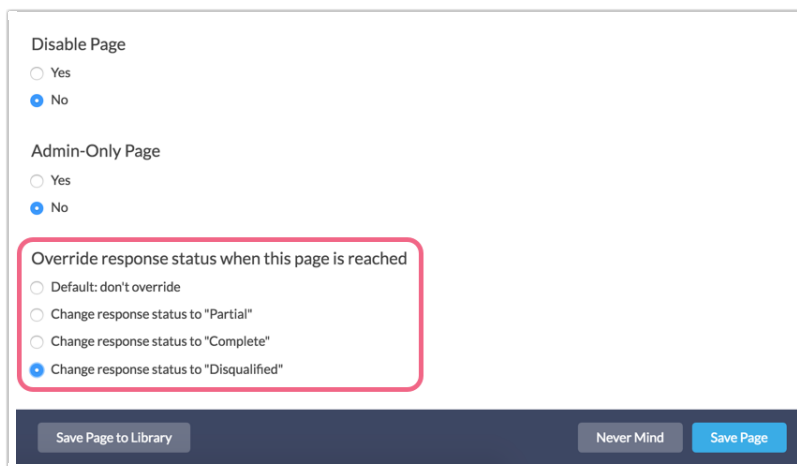 Disable Page
Yes
No
Admin-Only Page
Yes
No
Override response status when this page is reached
Default: don't override
Change response status to "Partial"
Change response status to "Complete"
Change response status to "Disqualified"
Save Page to Library
Never Mind
Save Page